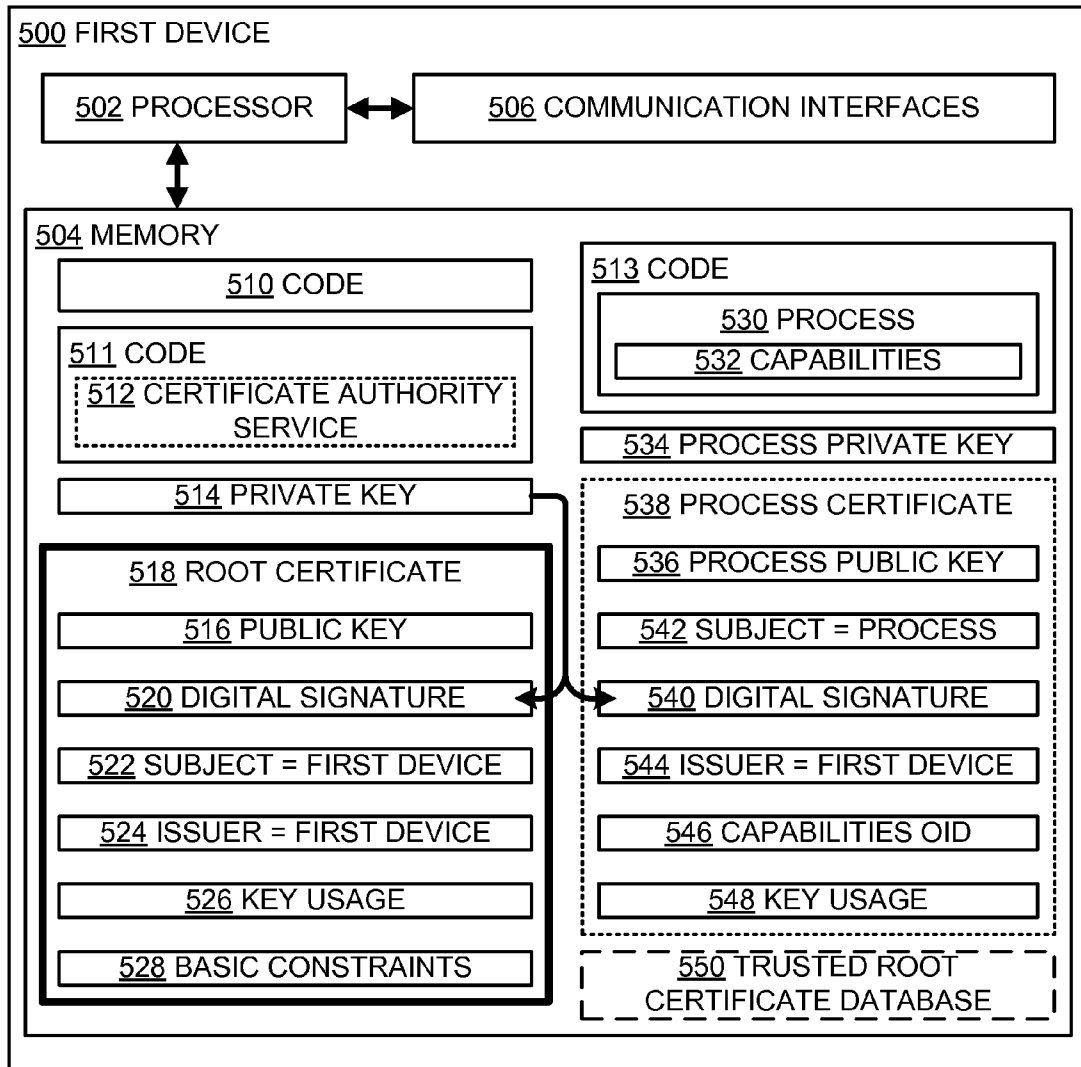 500 FIRST DEVICE
502 PROCESSOR
506 COMMUNICATION INTERFACES
504 MEMORY
510 CODE
511 CODE
512 CERTIFICATE AUTHORITY
SERVICE
514 PRIVATE KEY
518 ROOT CERTIFICATE
516 PUBLIC KEY
520 DIGITAL SIGNATURE
522 SUBJECT = FIRST DEVICE
524 ISSUER = FIRST DEVICE
526 KEY USAGE
528 BASIC CONSTRAINTS
513 CODE
530 PROCESS
532 CAPABILITIES
534 PROCESS PRIVATE KEY
538 PROCESS CERTIFICATE
536 PROCESS PUBLIC KEY
542 SUBJECT = PROCESS
540 DIGITAL SIGNATURE
544 ISSUER = FIRST DEVICE
546 CAPABILITIES OID
548 KEY USAGE
550 TRUSTED ROOT
CERTIFICATE DATABASE